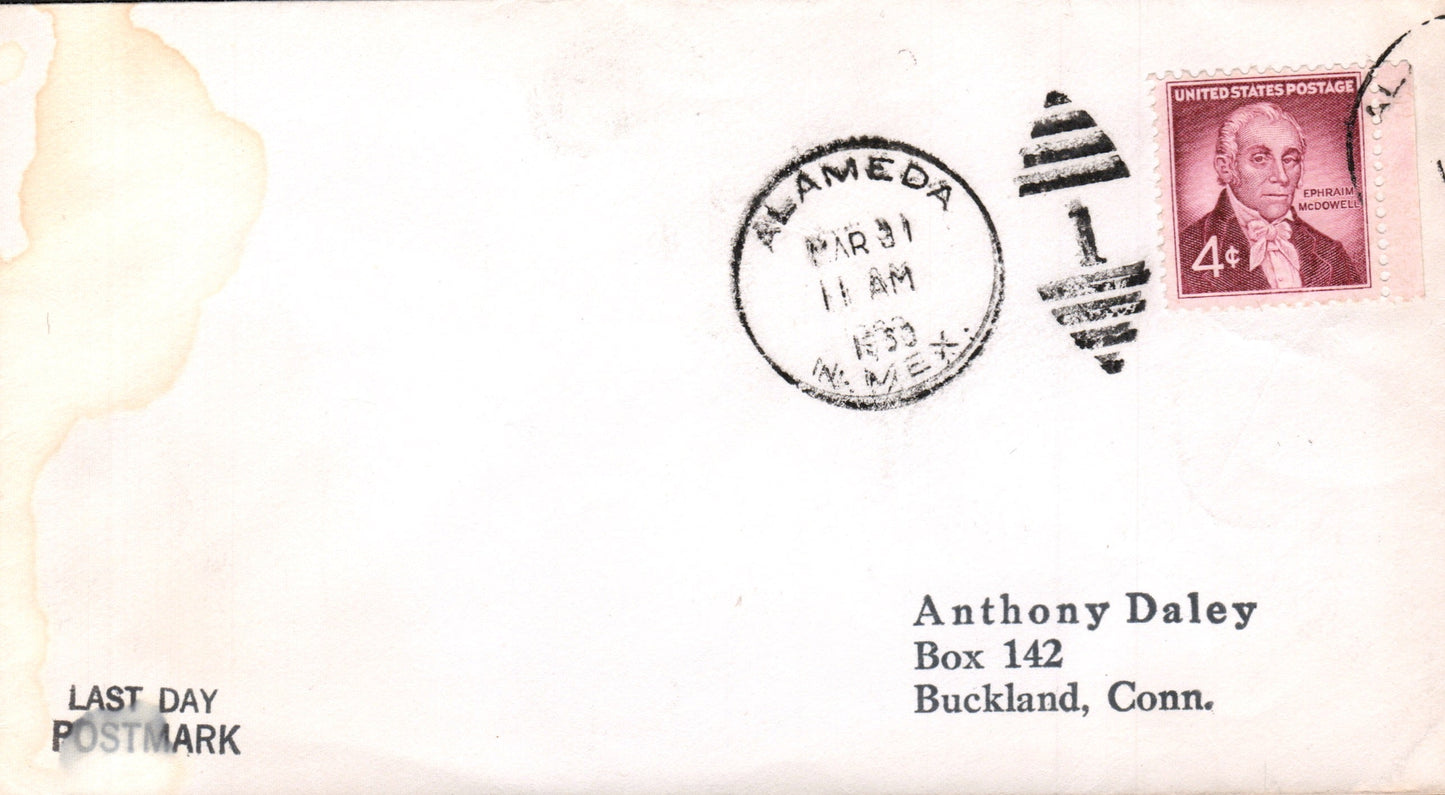 ALAMEDA
MAR 31
11 AM
N. MEX.
1
UNITED STATES POSTAGE
EPHRAIM
McDOWELL
4¢
AL
Anthony Daley
Box 142
Buckland, Conn.
LAST DAY
POSTMARK